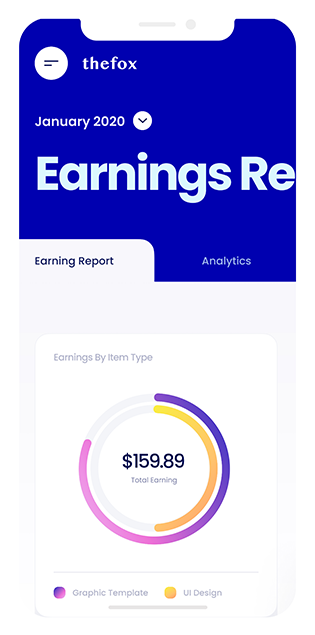 thefox
January 2020
Earnings Re
Earning Report
Analytics
Earnings By Item Type
$159.89
Total Earning
Graphic Template
UI Design